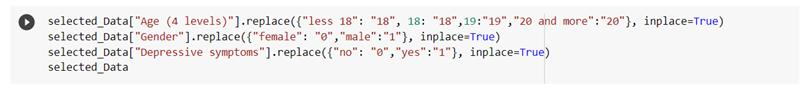 selected_Data["Age (4 levels)"].replace({"less 18": "18", 18: "18",19:"19","20 and more":"20"}, inplace=True)
selected_Data["Gender"].replace({"female": "0","male":"1"}, inplace=True)
selected_Data["Depressive symptoms"].replace({"no": "0","yes":"1"}, inplace=True)
selected_Data